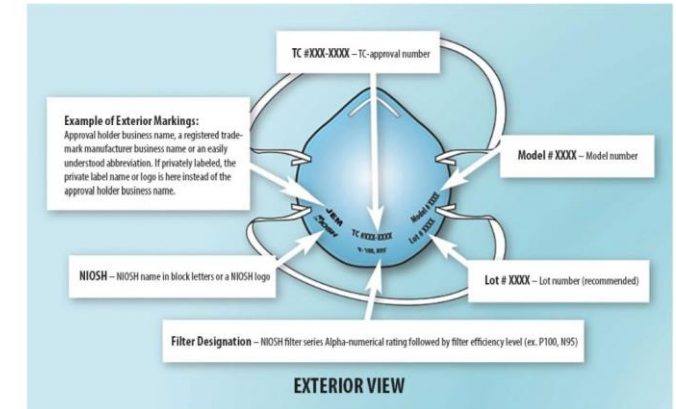 TC #XXX-XXXX – TC-approval number
Example of Exterior Markings:
Approval holder business name, a registered trade-
mark manufacturer business name or an easily
understood abbreviation. If privately labeled, the
private label name or logo is here instead of the
approval holder business name.
Model # XXXX – Model number
JEM
NIOSH
TC #XXX-XXXX
Model # XXXX
Lot # XXXX
NIOSH – NIOSH name in block letters or a NIOSH logo
Lot # XXXX – Lot number (recommended)
Filter Designation – NIOSH filter series Alpha-numerical rating followed by filter efficiency level (ex. P100, N95)
EXTERIOR VIEW